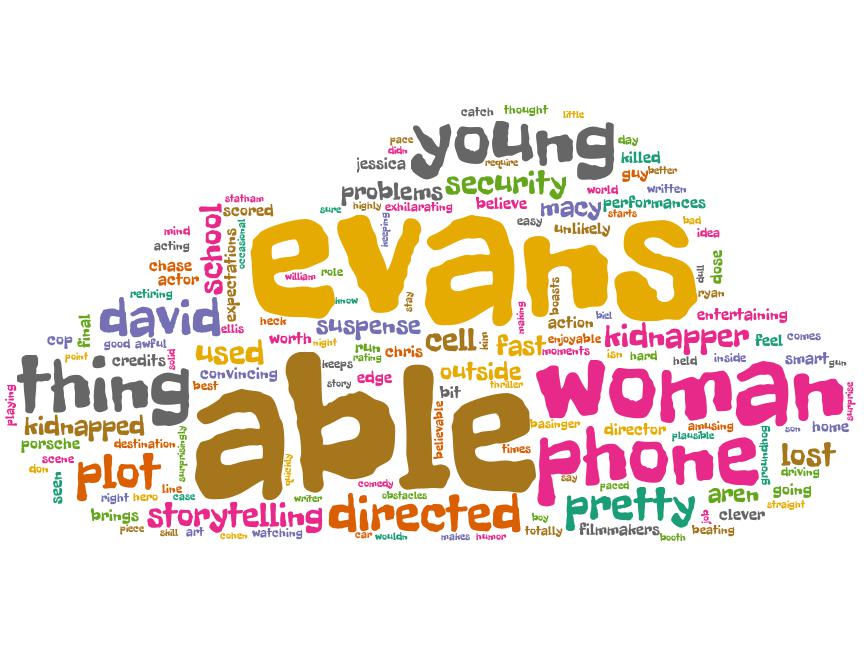 catch
thought
little
young
pace
didn
require
day
killed
jessica
guy
better
problems
security
world
written
sure
highly
exhilarating
believe
macy
performances
starts
easy
unlikely
bad
idea
statham
scored
school
expectations
occasional
keeping
mind
acting
chase
actor
retiring
evans
william
role
know
stay
boasts
dull
dose
ryan
making
action
biel
entertaining
final
david
ellis
heck
suspense
cell
kim
fast
enjoyable
kidnapper
feel
comes
cop
good
awful
worth
night
run
rating
chris
moments
isn
hard
held
inside
smart
gun
point
credits
solid
used
convincing
keeps
edge
outside
thriller
thing
best
story
bit
able
woman
surprise
playing
kidnapped
porsche
destination
surprisingly
believable
basinger
director
amusing
plausible
son
home
groundhog
phone
times
lost
driving
scene
don
seen
plot
line
quickly
comedy
say
paced
right
hero
case
writer
obstacles
pretty
aren
going
straight
brings
storytelling
directed
boy
job
clever
piece
skill
art
cohen
watching
car
wouldn
makes
humor
totally
filmmakers
booth
beating